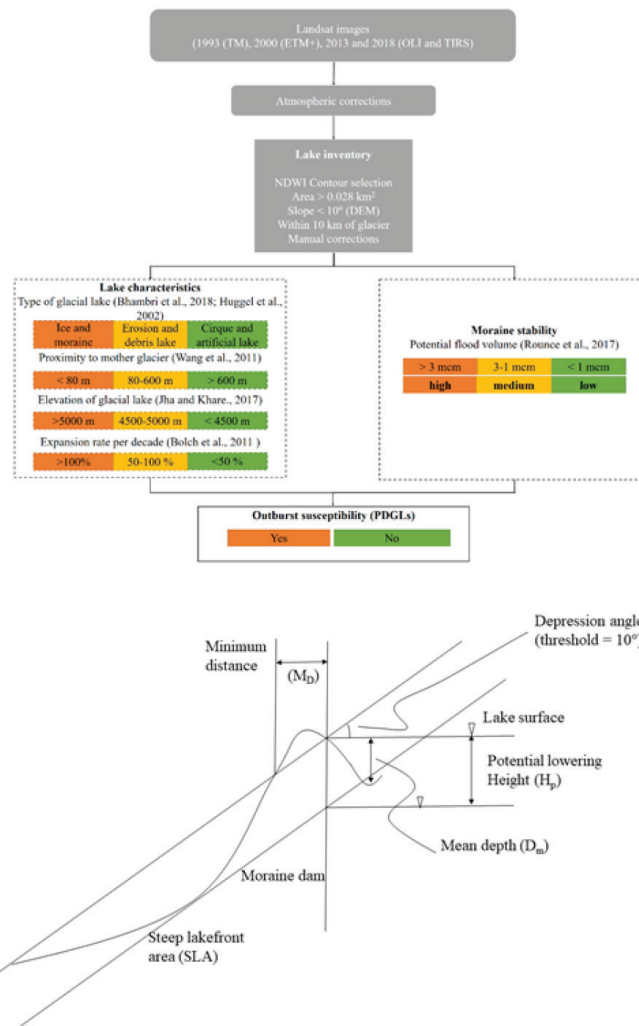 Landsat images
(1993 (TM), 2000 (ETM+), 2013 and 2018 (OLI and TIRS)
Atmospheric corrections
Lake inventory
NDWI Contour selection
Area > 0.028 km²
Slope < 10° (DEM)
Within 10 km of glacier
Manual corrections
Lake characteristics
Type of glacial lake (Bhambri et al., 2018; Huggel et al.,
2002)
Ice and moraine
Erosion and debris lake
Cirque and artificial lake
Proximity to mother glacier (Wang et al., 2011)
< 80 m
80-600 m
> 600 m
Elevation of glacial lake (Jha and Khare., 2017)
>5000 m
4500-5000 m
< 4500 m
Expansion rate per decade (Bolch et al., 2011 )
>100%
50-100 %
<50 %
Moraine stability
Potential flood volume (Rounce et al., 2017)
> 3 mcm
3-1 mcm
< 1 mcm
high
medium
low
Outburst susceptibility (PDGLs)
Yes
No
Depression angle
(threshold = 10°)
Minimum
distance
(M_D)
Lake surface
Potential lowering
Height (H_p)
Mean depth (D_m)
Moraine dam
Steep lakefront
area (SLA)